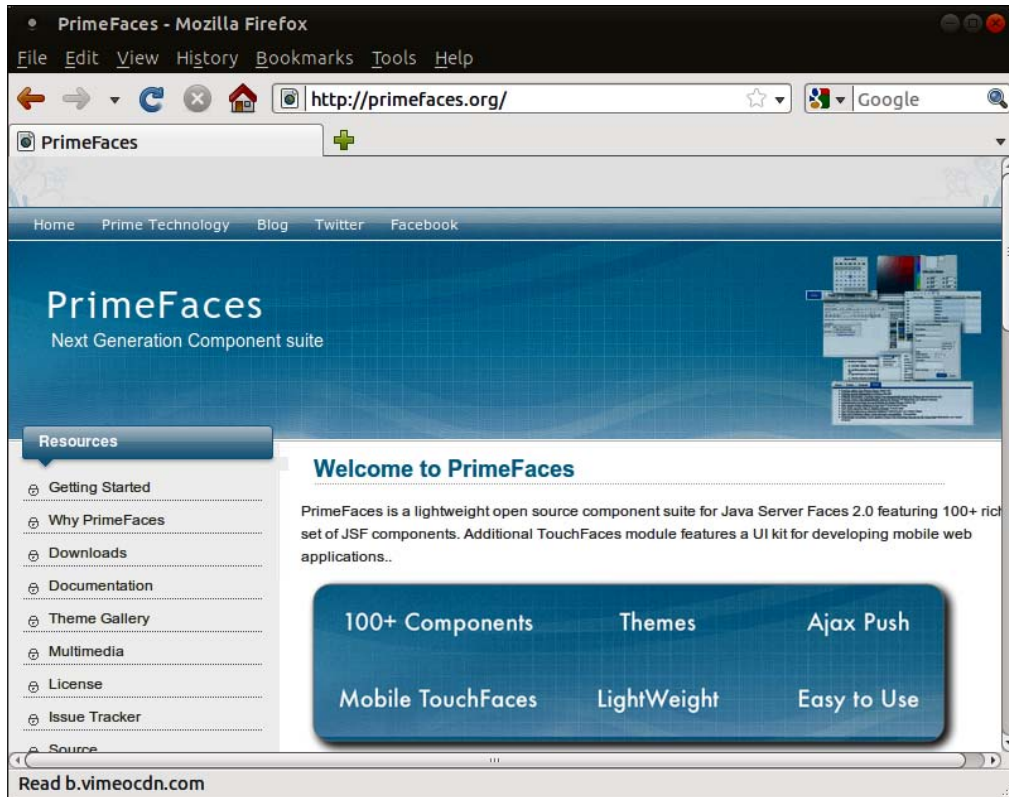 PrimeFaces - Mozilla Firefox
File Edit View History Bookmarks Tools Help
http://primefaces.org/
Google
PrimeFaces
Home Prime Technology Blog Twitter Facebook
PrimeFaces
Next Generation Component suite
Resources
Getting Started
Why PrimeFaces
Downloads
Documentation
Theme Gallery
Multimedia
License
Issue Tracker
Source
Welcome to PrimeFaces
PrimeFaces is a lightweight open source component suite for Java Server Faces 2.0 featuring 100+ rich
set of JSF components. Additional TouchFaces module features a UI kit for developing mobile web
applications..
100+ Components Themes Ajax Push
Mobile TouchFaces LightWeight Easy to Use
Read b.vimeocdn.com